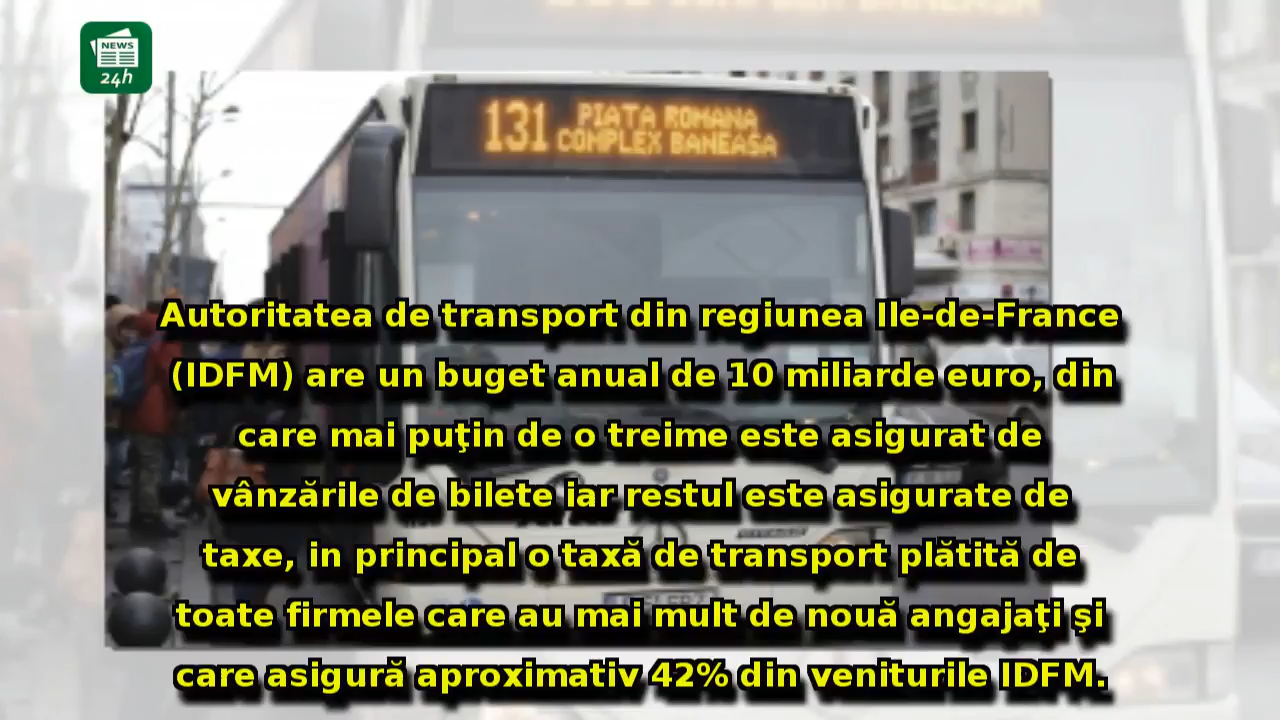 NEWS
24h
131 PIATA ROMANA
COMPLEX BANEASA
Autoritatea de transport din regiunea Ile-de-France
(IDFM) are un buget anual de 10 miliarde euro, din
care mai puţin de o treime este asigurat de
vânzările de bilete iar restul este asigurate de
taxe, in principal o taxă de transport plătită de
toate firmele care au mai mult de nouă angajaţi şi
care asigură aproximativ 42% din veniturile IDFM.